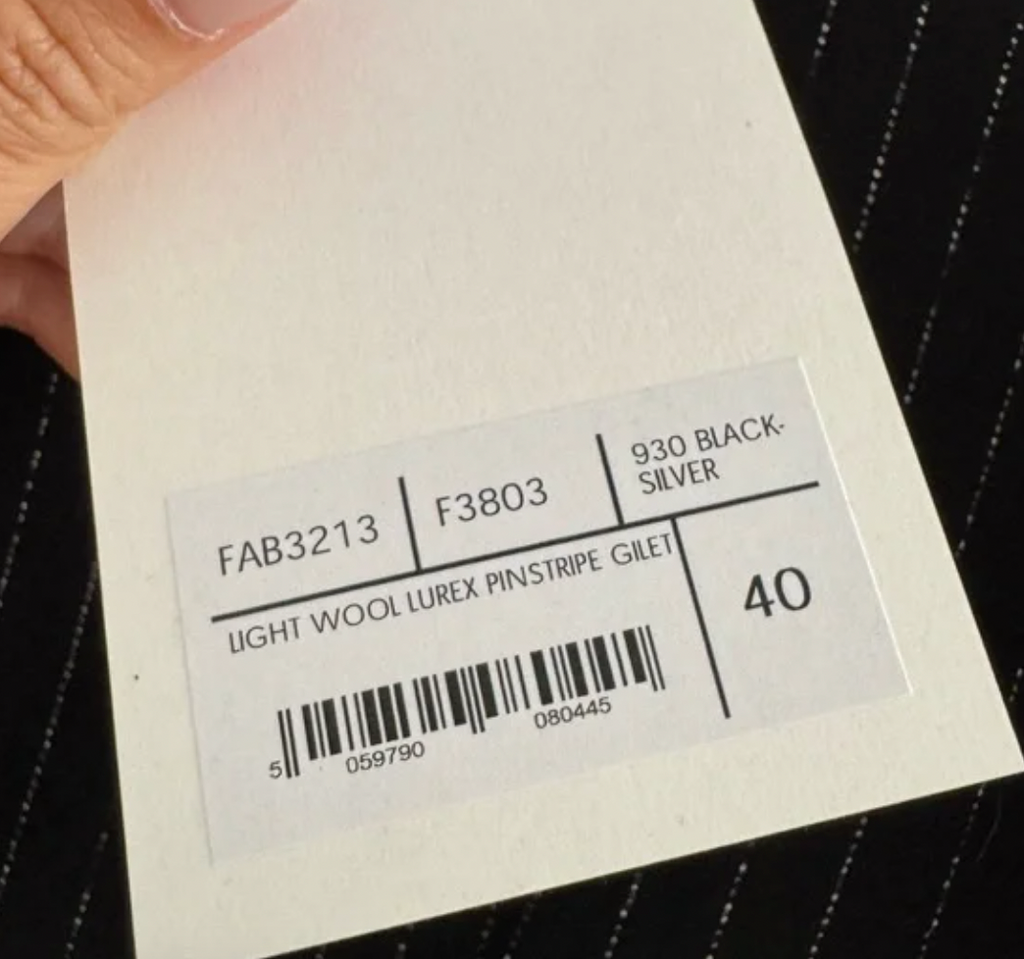 FAB3213
F3803
930 BLACK-
SILVER
LIGHT WOOL LUREX PINSTRIPE GILET
40
5 059790 080445